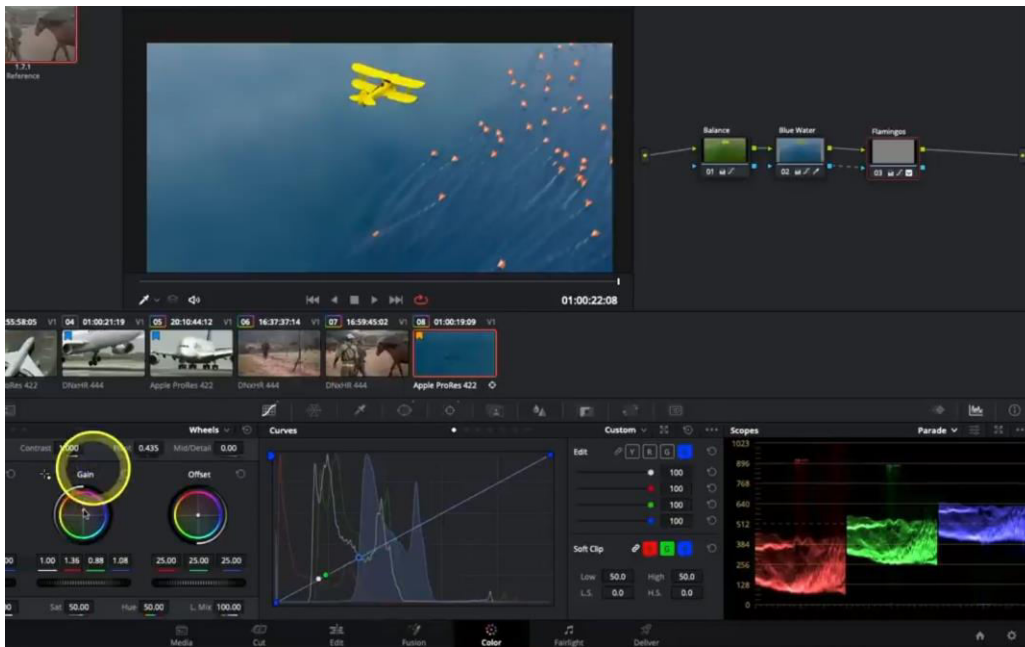 1.7.1
Reference
Balance
Blue Water
Flamingos
01
02
03
01:00:22:08
55:58:05 V1 04 01:00:21:19 V1 05 20:10:44:12 V1 06 16:37:37:14 V1 07 16:59:45:02 V1 08 01:00:19:09 V1
oRes 422 DNxHR 444 Apple ProRes 422 DNxHR 444 DNxHR 444 Apple ProRes 422
Wheels
Curves
Custom
Scopes
Parade
Contrast 1.000 0.435 Mid/Detail 0.00
Gain
Offset
1.00 1.36 0.88 1.08
25.00 25.00 25.00
Sat 50.00 Hue 50.00 L. Mix 100.00
Edit Y R G
100
100
100
100
Soft Clip G
Low 50.0 High 50.0
L.S. 0.0 H.S. 0.0
1023
896
768
640
512
384
256
128
0
Media Cut Edit Fusion Color Fairlight Deliver